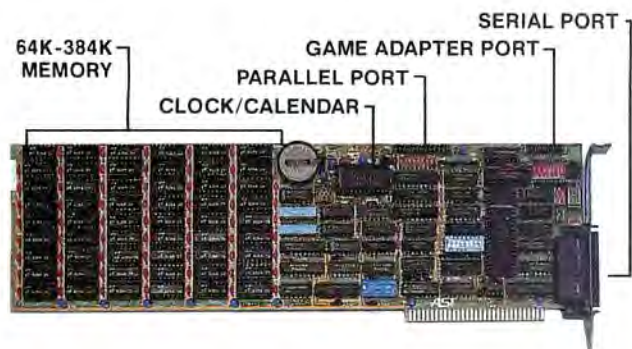 SERIAL PORT
64K-384K
MEMORY
GAME ADAPTER PORT
PARALLEL PORT
CLOCK/CALENDAR
AST